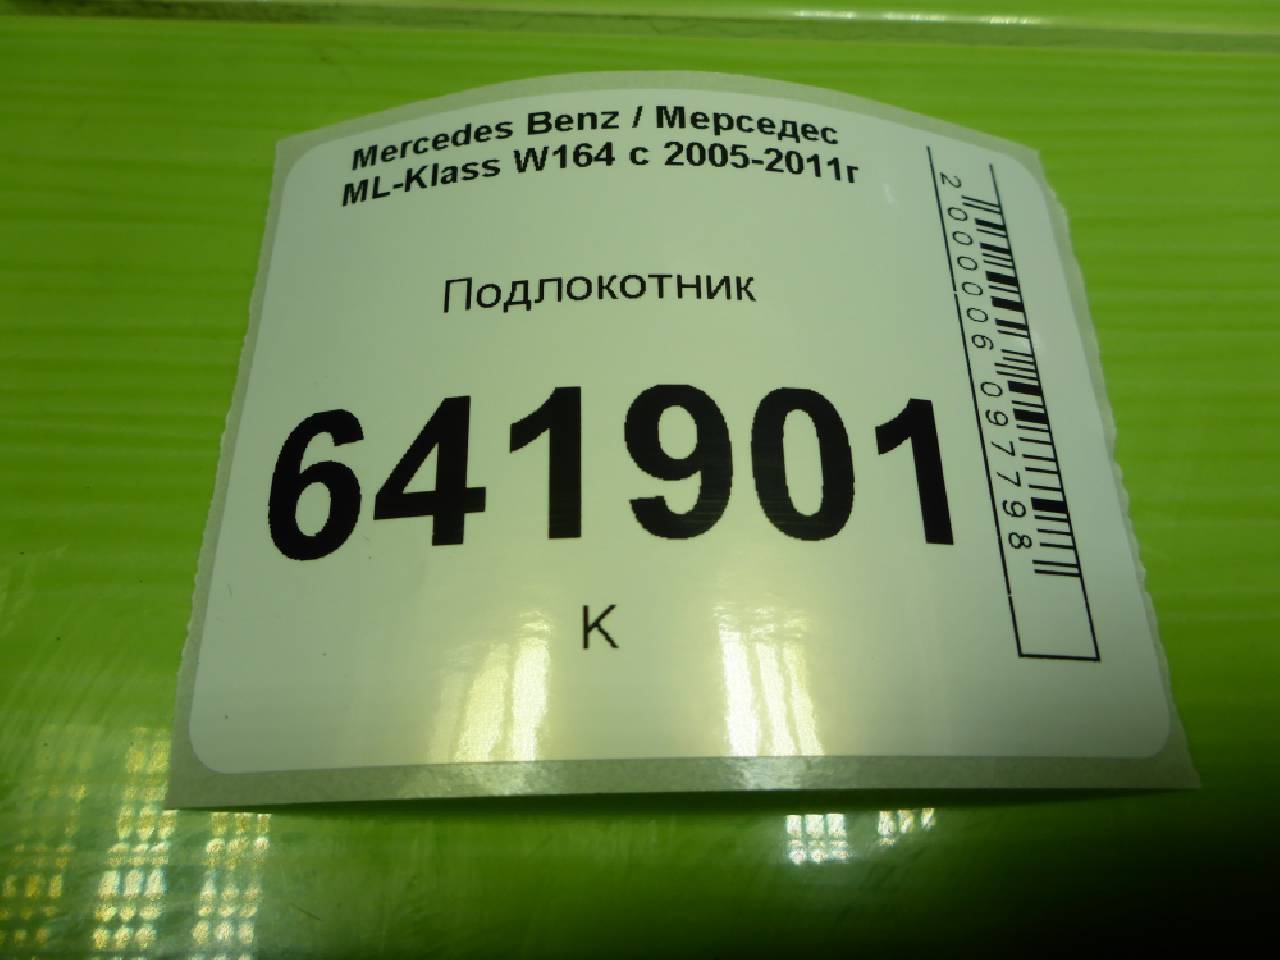 Mercedes Benz / Мерседес
ML-Klass W164 с 2005-2011г
Подлокотник
641901
К
2000006097798